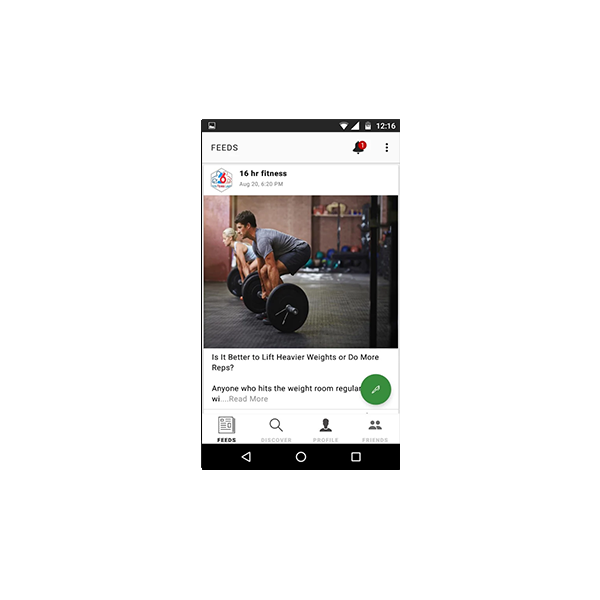 12:16
FEEDS
1
16 hr fitness
Aug 20, 6:20 PM
Is It Better to Lift Heavier Weights or Do More
Reps?
Anyone who hits the weight room
wi....Read More
FEEDS DISCOVER PROFILE FRIENDS